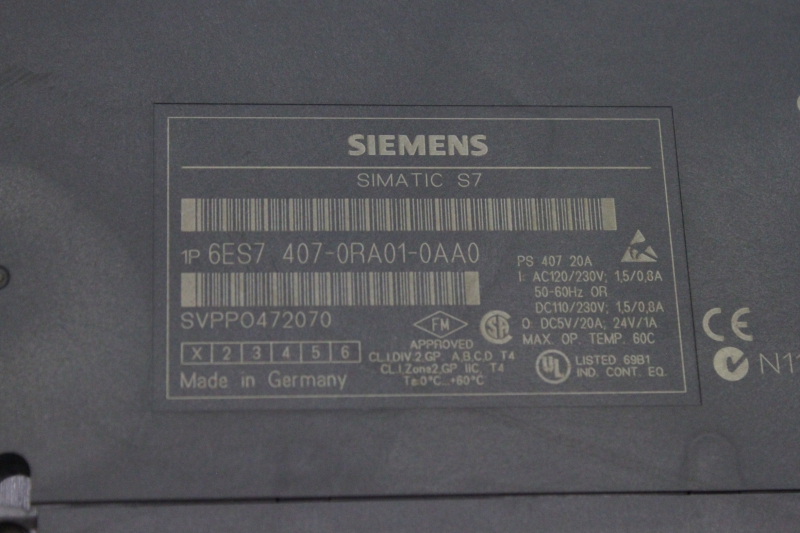 SIEMENS
SIMATIC S7
1P 6ES7 407-0RA01-0AA0
SVPPO472070
X 2 3 4 5 6
Made in Germany
FM
APPROVED
CL.I.DIV.2.GP. A,B,C,D, T4
CL.I.Zone2,GP IIC, T4
Ta:0°C...+60°C
PS 407 20A
I: AC120/230V; 1,5/0,8A
50-60Hz OR
DC110/230V; 1,5/0,8A
O: DC5V/20A; 24V/1A
MAX. OP TEMP. 60C
UL LISTED 69B1
IND. CONT. EQ.
CE